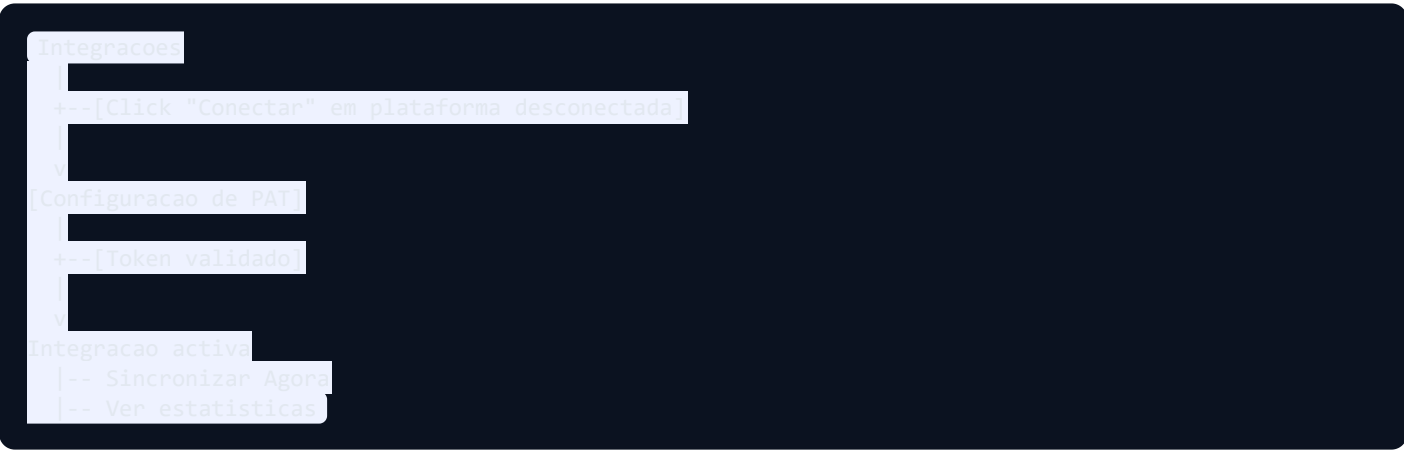 Integracoes
  |
  +--[Click "Conectar" em plataforma desconectada]
  |
  v
[Configuracao de PAT]
  |
  +--[Token validado]
  |
  v
Integracao activa
  |-- Sincronizar Agora
  |-- Ver estatisticas